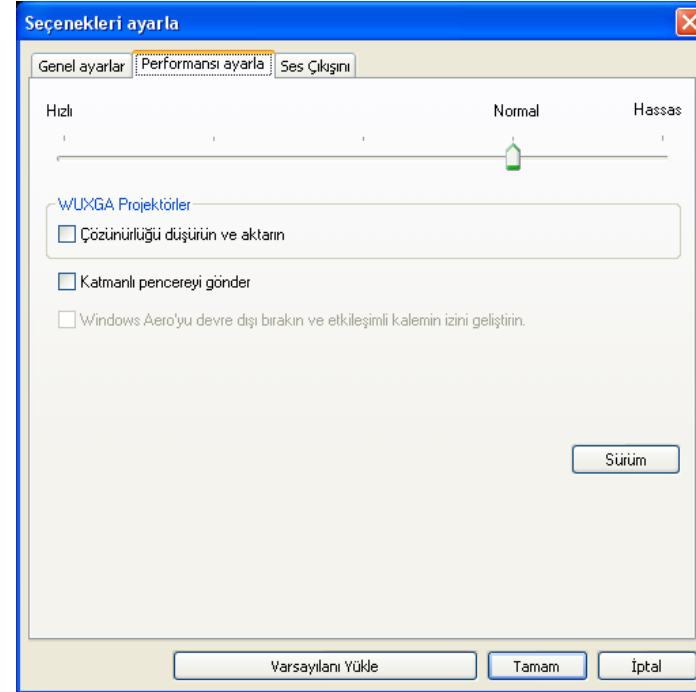 Seçenekleri ayarla
Genel ayarlar Performansı ayarla Ses Çıkışını
Hızlı Normal Hassas
WUXGA Projektörler
Çözünürlüğü düşürün ve aktarın
Katmanlı pencereyi gönder
Windows Aero'yu devre dışı bırakın ve etkileşimli kalemin izini geliştirin.
Sürüm
Varsayılanı Yükle Tamam İptal